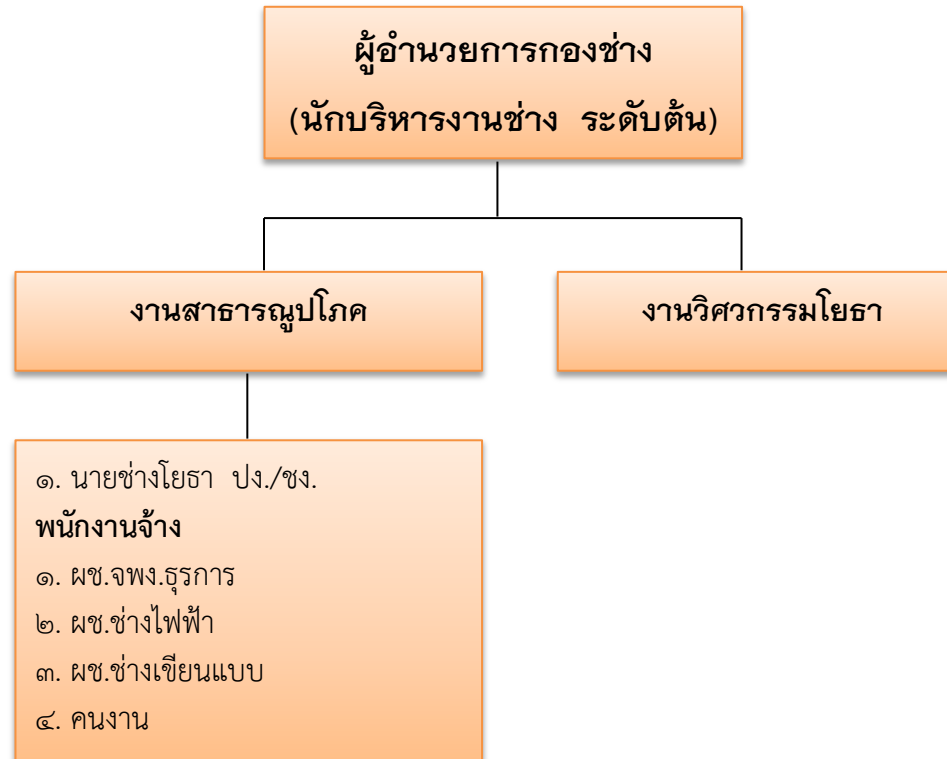 ผู้อำนวยการกองช่าง
(นักบริหารงานช่าง ระดับต้น)
งานสาธารณูปโภค
งานวิศวกรรมโยธา
๑. นายช่างโยธา ปง./ชง.
พนักงานจ้าง
๑. ผช.จพง.ธุรการ
๒. ผช.ช่างไฟฟ้า
๓. ผช.ช่างเขียนแบบ
๔. คนงาน